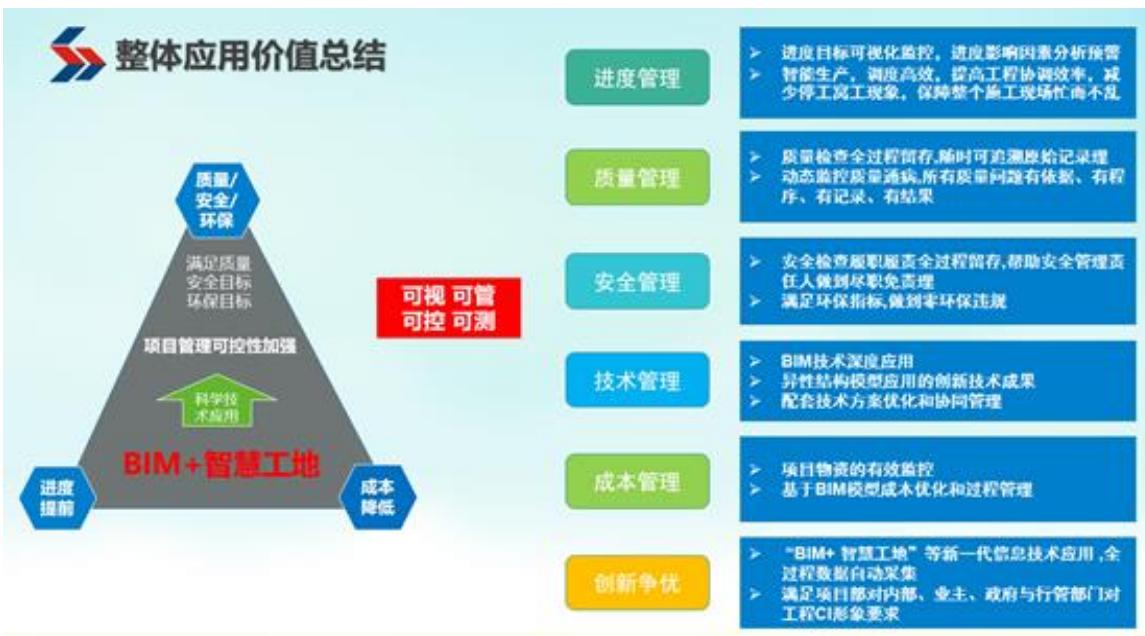 整体应用价值总结
质量/
安全/
环保
满足质量
安全目标
环保目标
项目管理可控性加强
科学技
术应用
BIM+智慧工地
进度
提前
成本
降低
可视 可管
可控 可测
进度管理
进度目标可视化监控，进度影响因素分析预警
智能生产，调度高效，提高工程协调效率，减
少停工窝工现象，保障整个施工现场忙而不乱
质量管理
质量检查全过程留存,随时可追溯原始记录理
动态监控质量通病,所有质量问题有依据、有程
序、有记录、有结果
安全管理
安全检查履职履责全过程留存,帮助安全管理责
任人做到尽职免责理
满足环保指标,做到零环保违规
技术管理
BIM技术深度应用
异性结构模型应用的创新技术成果
配套技术方案优化和协同管理
成本管理
项目物资的有效监控
基于BIM模型成本优化和过程管理
创新争优
“BIM+ 智慧工地”等新一代信息技术应用,全
过程数据自动采集
满足项目部对内部、业主、政府与行管部门对
工程CI形象要求